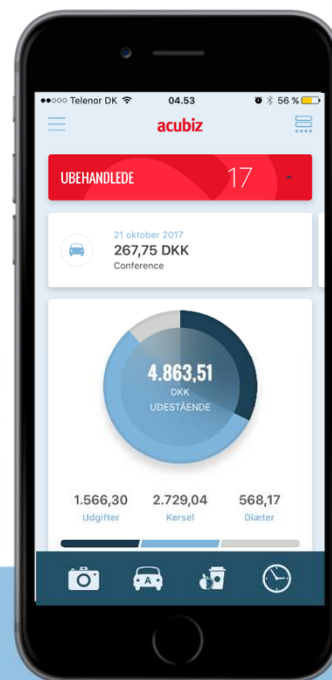 Telenor DK 04.53 56 %
acubiz
UBEHANDLEDE 17
21 oktober 2017
267,75 DKK
Conference
4.863,51
DKK
UDESTÅENDE
1.566,30 2.729,04 568,17
Udgifter Kørsel Diæter
A